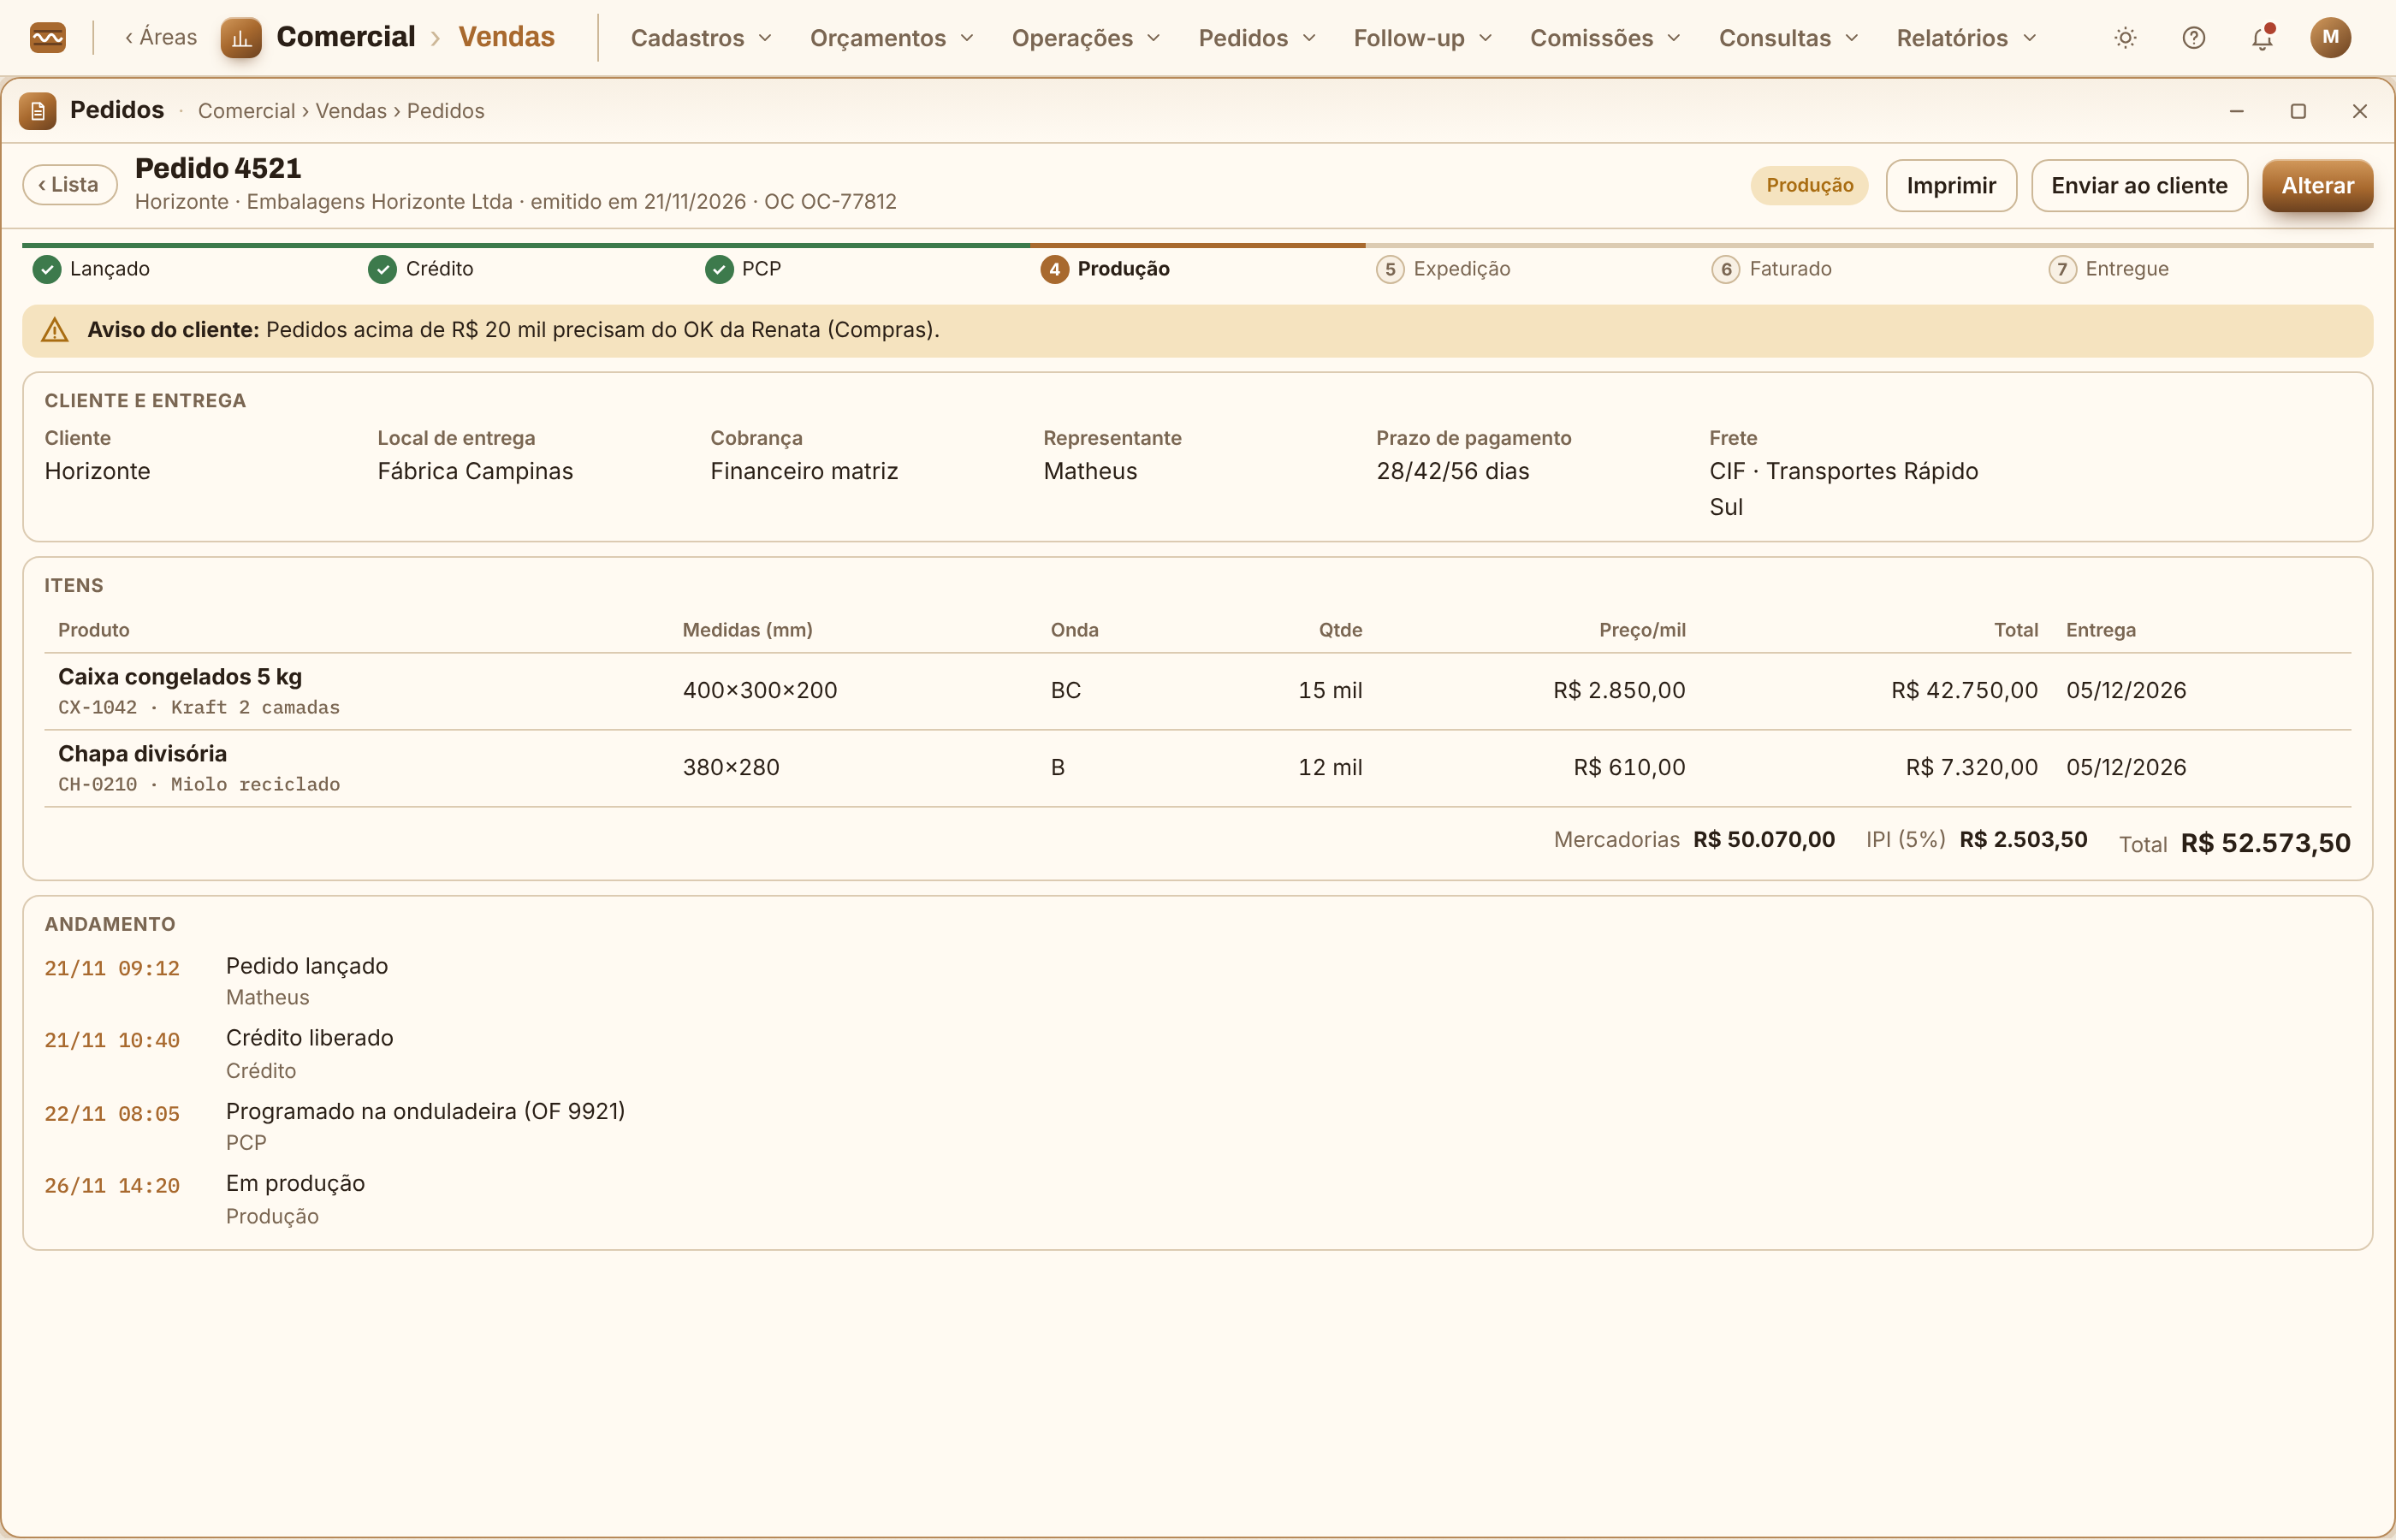 ‹ Áreas Comercial › Vendas Cadastros Orçamentos Operações Pedidos Follow-up Comissões Consultas Relatórios M
Pedidos · Comercial › Vendas › Pedidos
‹ Lista
Pedido 4521
Horizonte · Embalagens Horizonte Ltda · emitido em 21/11/2026 · OC OC-77812
Produção Imprimir Enviar ao cliente Alterar
Lançado Crédito PCP 4 Produção 5 Expedição 6 Faturado 7 Entregue
Aviso do cliente: Pedidos acima de R$ 20 mil precisam do OK da Renata (Compras).
CLIENTE E ENTREGA
Cliente Local de entrega Cobrança Representante Prazo de pagamento Frete
Horizonte Fábrica Campinas Financeiro matriz Matheus 28/42/56 dias CIF · Transportes Rápido
Sul
ITENS
Produto Medidas (mm) Onda Qtde Preço/mil Total Entrega
Caixa congelados 5 kg 400×300×200 BC 15 mil R$ 2.850,00 R$ 42.750,00 05/12/2026
CX-1042 · Kraft 2 camadas
Chapa divisória 380×280 B 12 mil R$ 610,00 R$ 7.320,00 05/12/2026
CH-0210 · Miolo reciclado
Mercadorias R$ 50.070,00 IPI (5%) R$ 2.503,50 Total R$ 52.573,50
ANDAMENTO
21/11 09:12 Pedido lançado
Matheus
21/11 10:40 Crédito liberado
Crédito
22/11 08:05 Programado na onduladeira (OF 9921)
PCP
26/11 14:20 Em produção
Produção